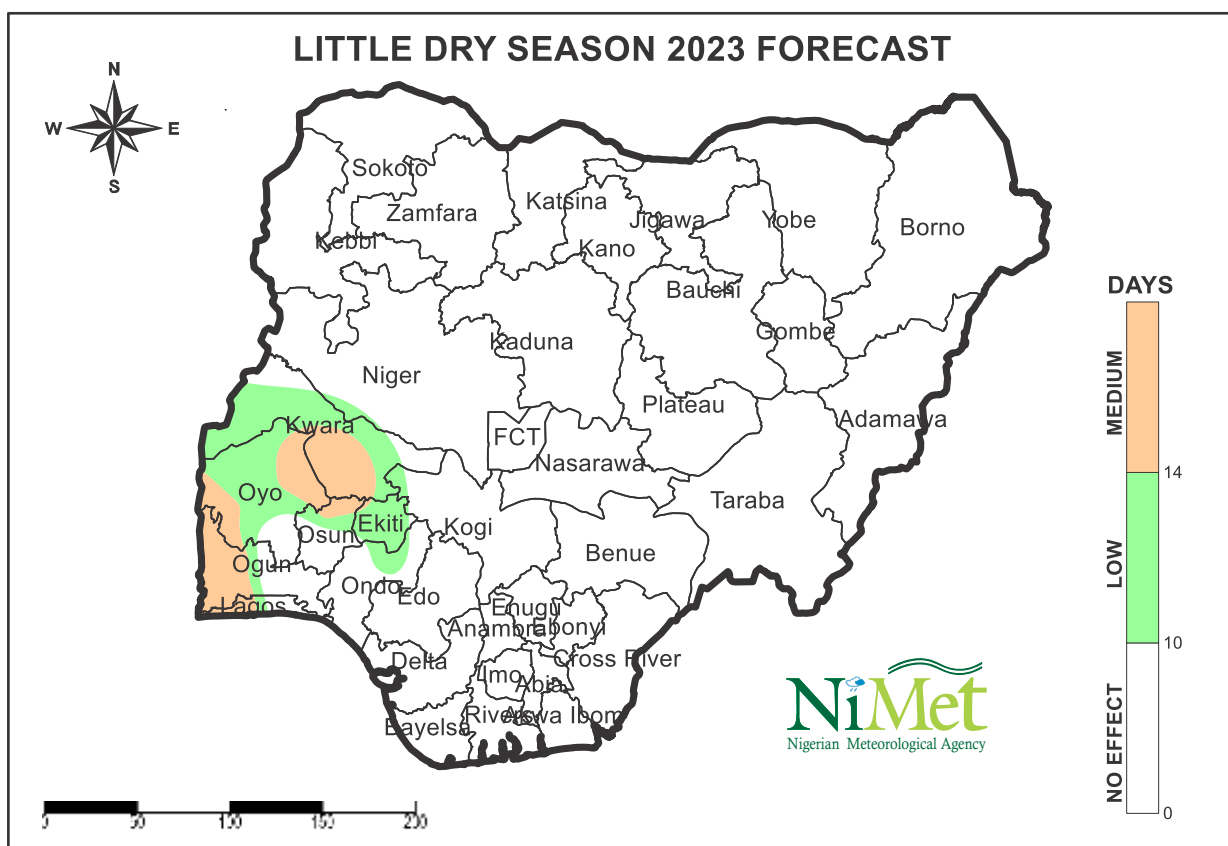 LITTLE DRY SEASON 2023 FORECAST
N
W E
S
Sokoto
Katsina
Zamfara
Jigawa
Yobe
Borno
Kebbi
Kano
Bauchi
Gombe
Kaduna
Niger
Plateau
Adamawa
Kwara
FCT
Nasarawa
Oyo
Taraba
Ekiti
Kogi
Osun
Benue
Ogun
Ondo
Edo
Lagos
Enugu
Anambra
Ebonyi
Delta
Imo
Cross River
Abia
Bayelsa
Rivers
Akwa Ibom
DAYS
MEDIUM
14
LOW
10
NO EFFECT
0
NiMet
Nigerian Meteorological Agency
0 50 100 150 200